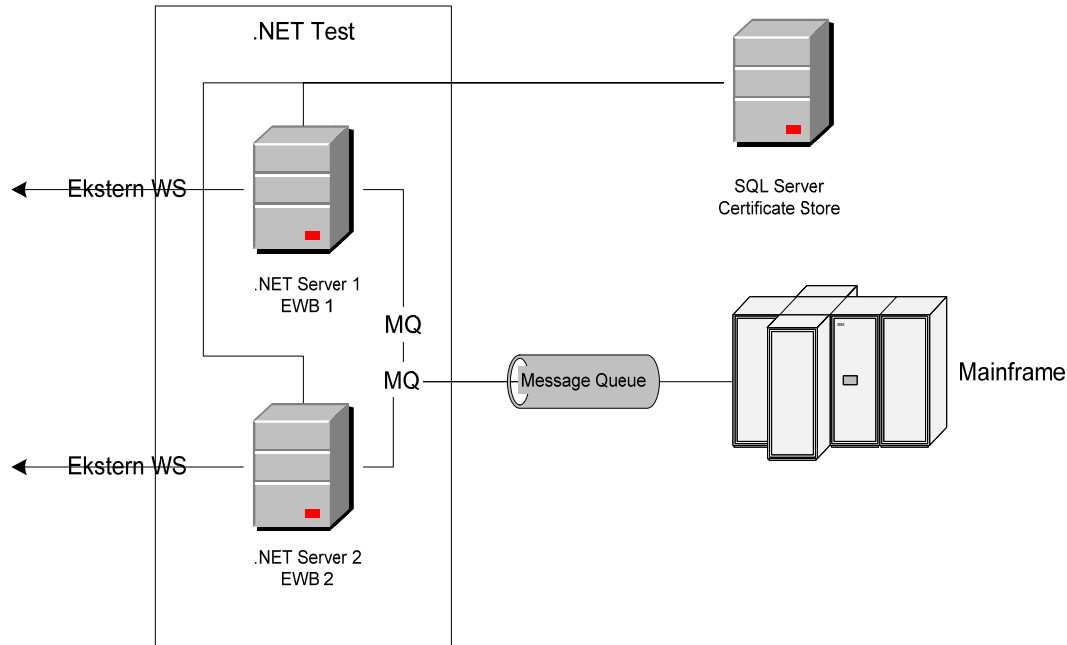 .NET Test
Ekstern WS
.NET Server 1
EWB 1
SQL Server
Certificate Store
MQ
MQ
Message Queue
Mainframe
Ekstern WS
.NET Server 2
EWB 2